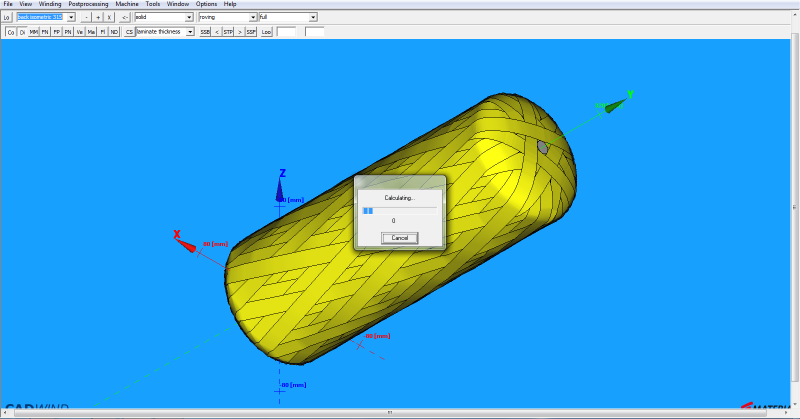 File View Winding Postprocessing Machine Tools Window Options Help
Lo back isometric 315 - + X <- solid roving full
Co Di MM FN FP PN Ve Me FI ND CS laminate thickness SSB < STP > SSF Loo
Y
Z
80 [mm]
Calculating...
0
Cancel
X
80 [mm]
-80 [mm]
-80 [mm]
CADWIND
MATERIA